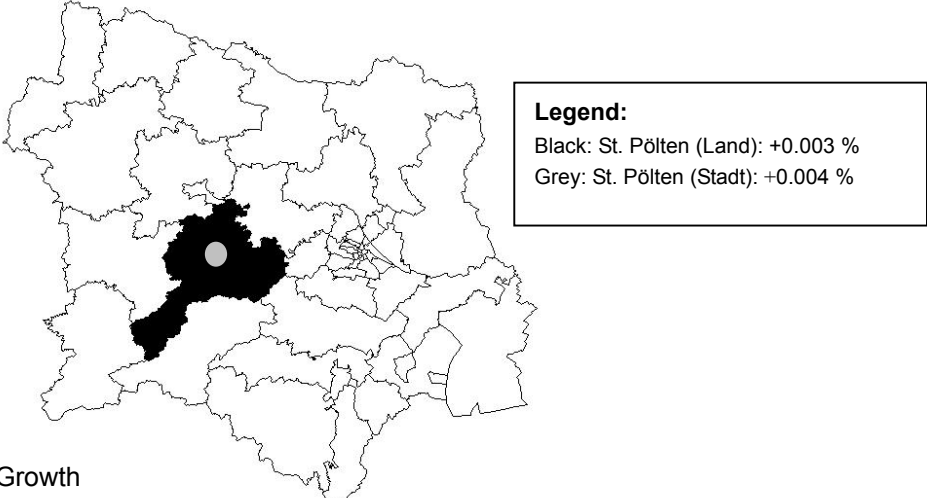 Legend:
Black: St. Pölten (Land): +0.003 %
Grey: St. Pölten (Stadt): +0.004 %
Growth